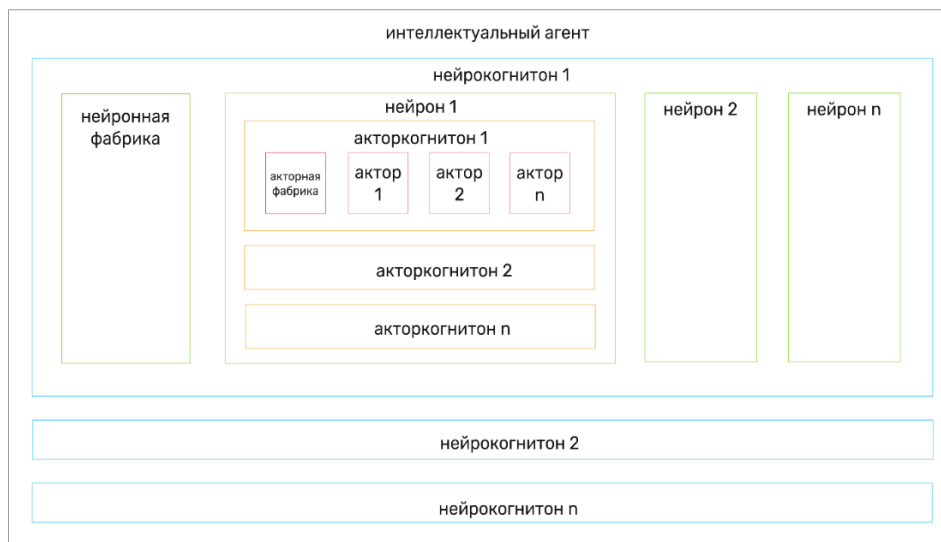 интеллектуальный агент
нейрокогнитон 1
нейронная
фабрика
нейрон 1
акторкогнитон 1
акторная
фабрика
актор
1
актор
2
актор
n
акторкогнитон 2
акторкогнитон n
нейрон 2
нейрон n
нейрокогнитон 2
нейрокогнитон n